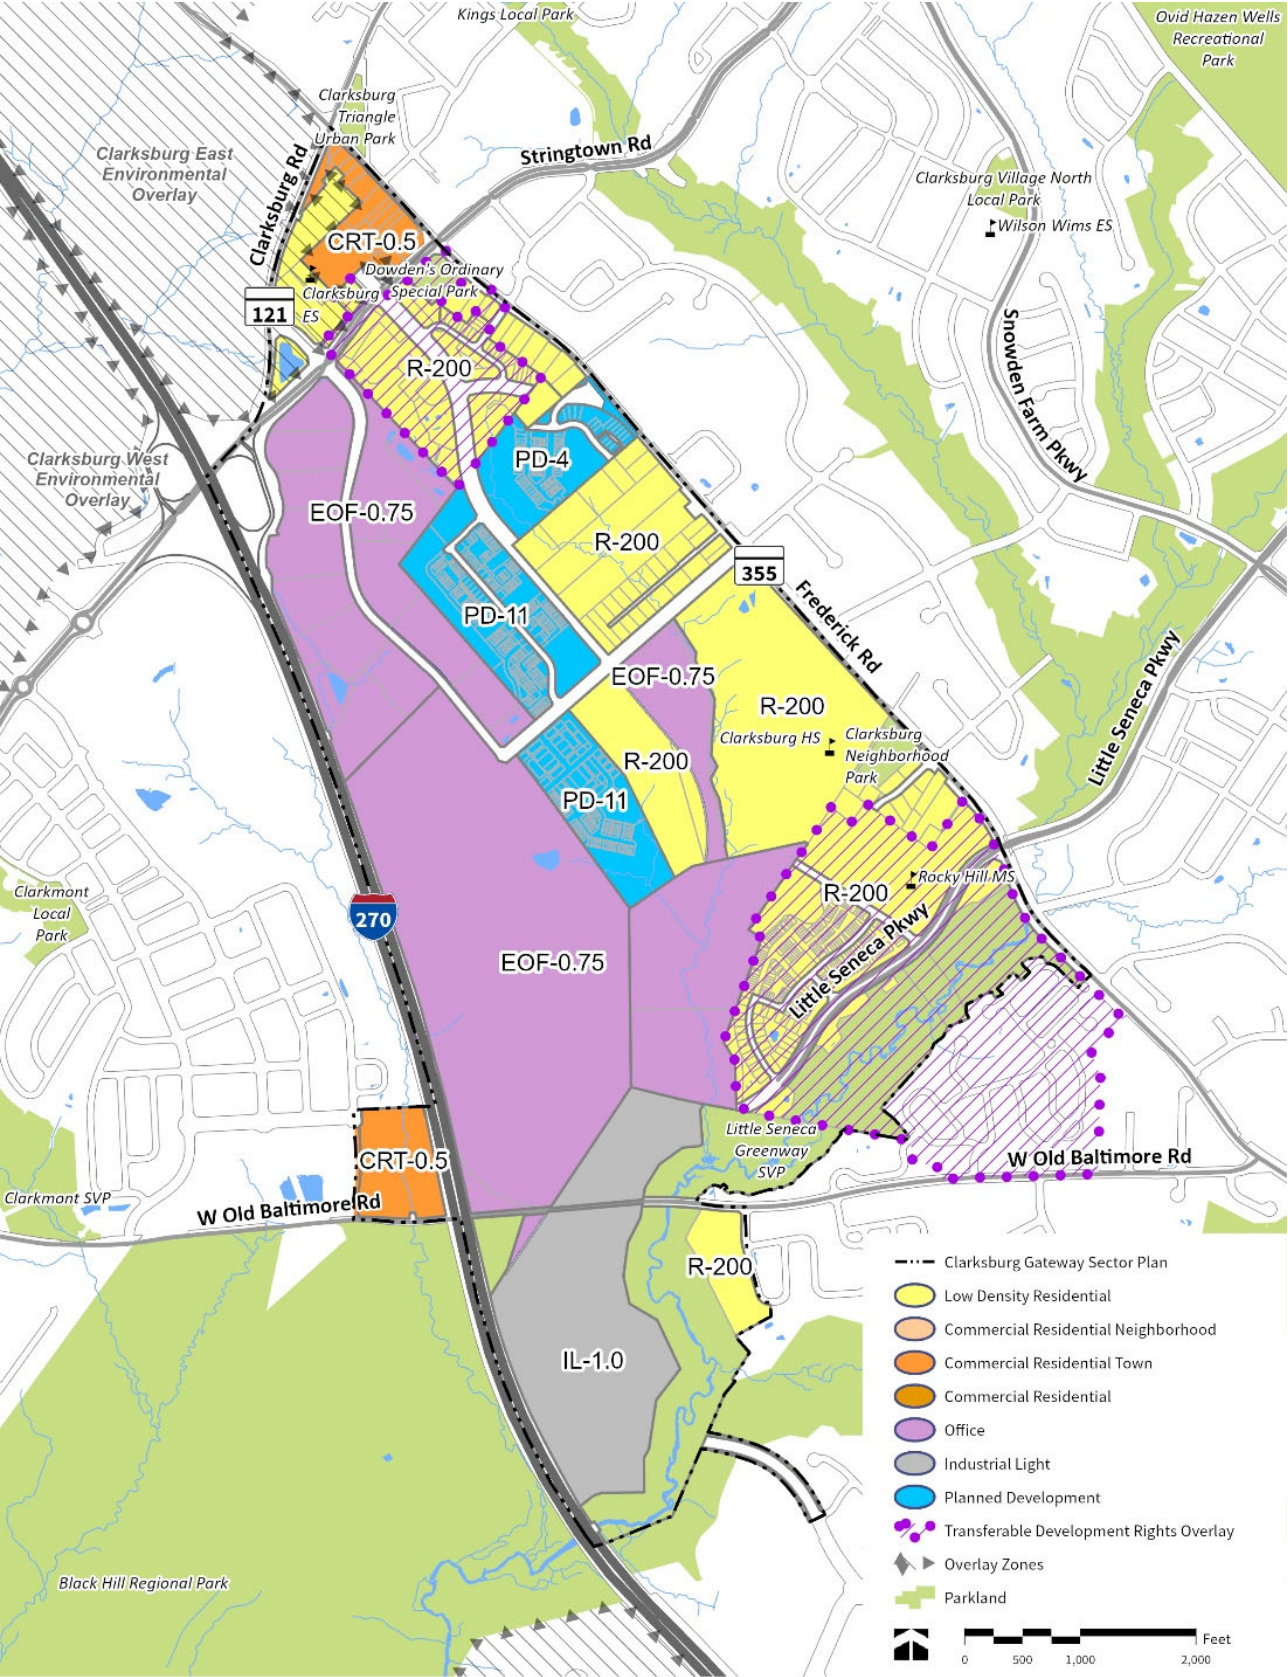 Kings Local Park
Ovid Hazen Wells
Recreational
Park
Clarksburg
Triangle
Urban Park
Stringtown Rd
Clarksburg East
Environmental
Overlay
Clarksburg Rd
Clarksburg Village North
Local Park
Wilson Wims ES
CRT-0.5
Dowden's Ordinary
Special Park
Clarksburg
ES
121
R-200
Snowden Farm Pkwy
Clarksburg West
Environmental
Overlay
PD-4
EOF-0.75
R-200
355
Frederick Rd
PD-11
Little Seneca Pkwy
EOF-0.75
R-200
Clarksburg HS
Clarksburg
Neighborhood
Park
R-200
PD-11
Clarkmont
Local
Park
270
R-200
Rocky Hill MS
Little Seneca Pkwy
EOF-0.75
Little Seneca
Greenway
SVP
W Old Baltimore Rd
CRT-0.5
Clarkmont SVP
W Old Baltimore Rd
R-200
IL-1.0
Black Hill Regional Park
Clarksburg Gateway Sector Plan
Low Density Residential
Commercial Residential Neighborhood
Commercial Residential Town
Commercial Residential
Office
Industrial Light
Planned Development
Transferable Development Rights Overlay
Overlay Zones
Parkland
Feet
0 500 1,000 2,000